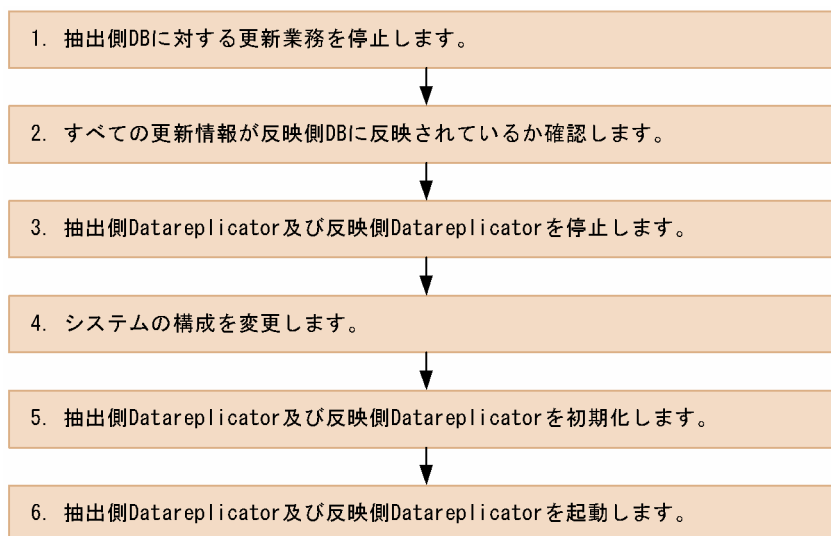 1. 抽出側DBに対する更新業務を停止します。
2. すべての更新情報が反映側DBに反映されているか確認します。
3. 抽出側Datareplicator及び反映側Datareplicatorを停止します。
4. システムの構成を変更します。
5. 抽出側Datareplicator及び反映側Datareplicatorを初期化します。
6. 抽出側Datareplicator及び反映側Datareplicatorを起動します。